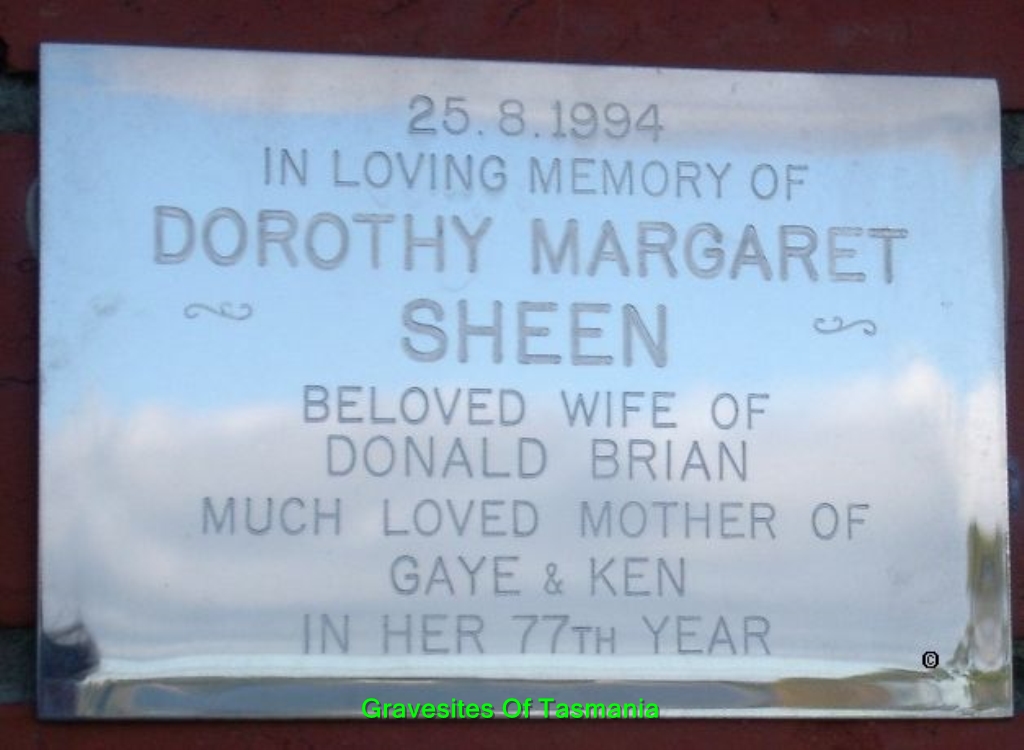 25.8.1994
IN LOVING MEMORY OF
DOROTHY MARGARET
SHEEN
BELOVED WIFE OF
DONALD BRIAN
MUCH LOVED MOTHER OF
GAYE & KEN
IN HER 77TH YEAR
©
Gravesites Of Tasmania